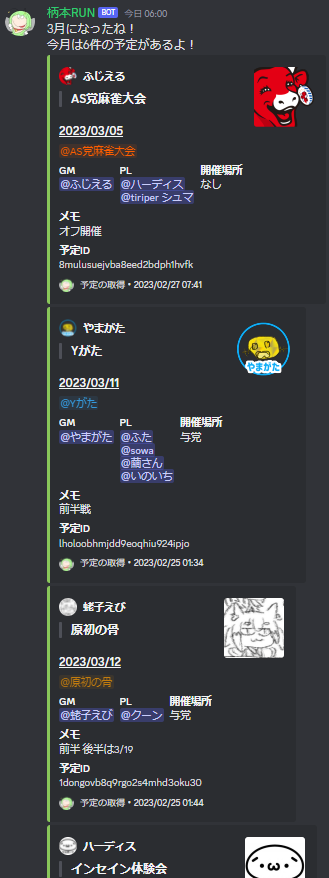 柄本RUN BOT 今日 06:00
3月になったね！
今月は6件の予定があるよ！
ふじえる
AS党麻雀大会
2023/03/05
@AS党麻雀大会
GM PL 開催場所
@ふじえる @ハーディス なし
@tiriper シュマ
メモ
オフ開催
予定ID
8mulusuejvba8eed2bdph1hvfk
予定の取得・2023/02/27 07:41
やまがた
Yがた
やまがた
2023/03/11
@Yがた
GM PL 開催場所
@やまがた @ふた 与党
@sowa
@繭さん
@いのいち
メモ
前半戦
予定ID
lholoobhmjdd9eoqhiu924ipjo
予定の取得・2023/02/25 01:34
蛯子えび
原初の骨
2023/03/12
@原初の骨
GM PL 開催場所
@蛯子えび @クーン 与党
メモ
前半 後半は3/19
予定ID
1dongovb8q9rgo2s4mhd3oku30
予定の取得・2023/02/25 01:44
ハーディス
インセイン体験会